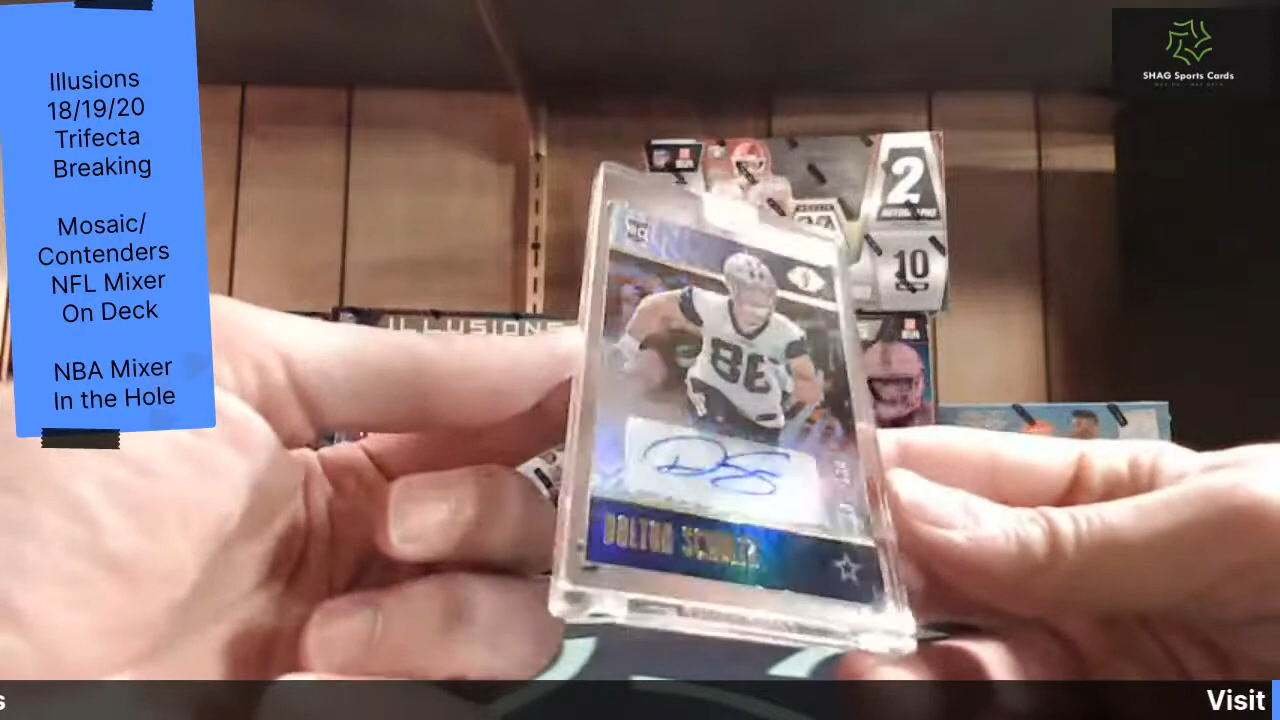 Illusions
18/19/20
Trifecta
Breaking
Mosaic/
Contenders
NFL Mixer
On Deck
NBA Mixer
In the Hole
SHAG Sports Cards
2
10
ILLUSIONS
86
DALTON SCHULTZ
s
Visit